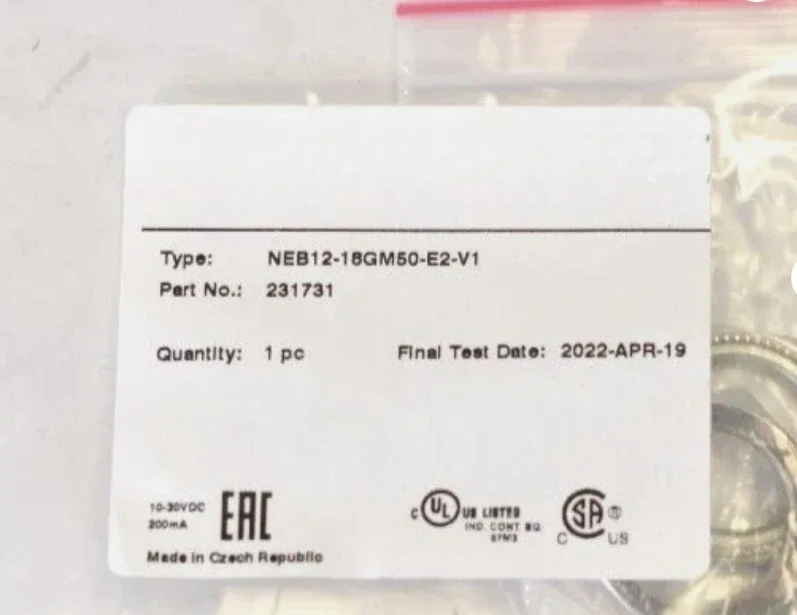 Type: NEB12-18GM50-E2-V1
Part No.: 231731
Quantity: 1 pc Final Test Date: 2022-APR-19
10-30VDC
200mA
EAC
c UL US LISTED
IND. CONT. EQ.
SA
C US
Made in Czech Republic